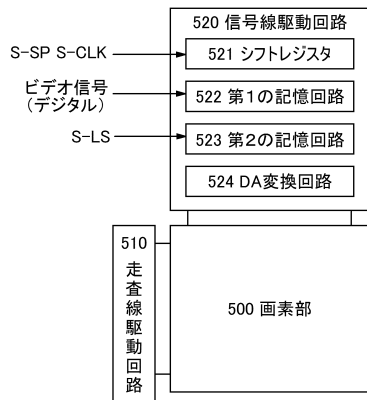 520 信号線駆動回路
S-SP S-CLK
521 シフトレジスタ
ビデオ信号
(デジタル)
522 第1の記憶回路
S-LS
523 第2の記憶回路
524 DA変換回路
510
走査線駆動回路
500 画素部